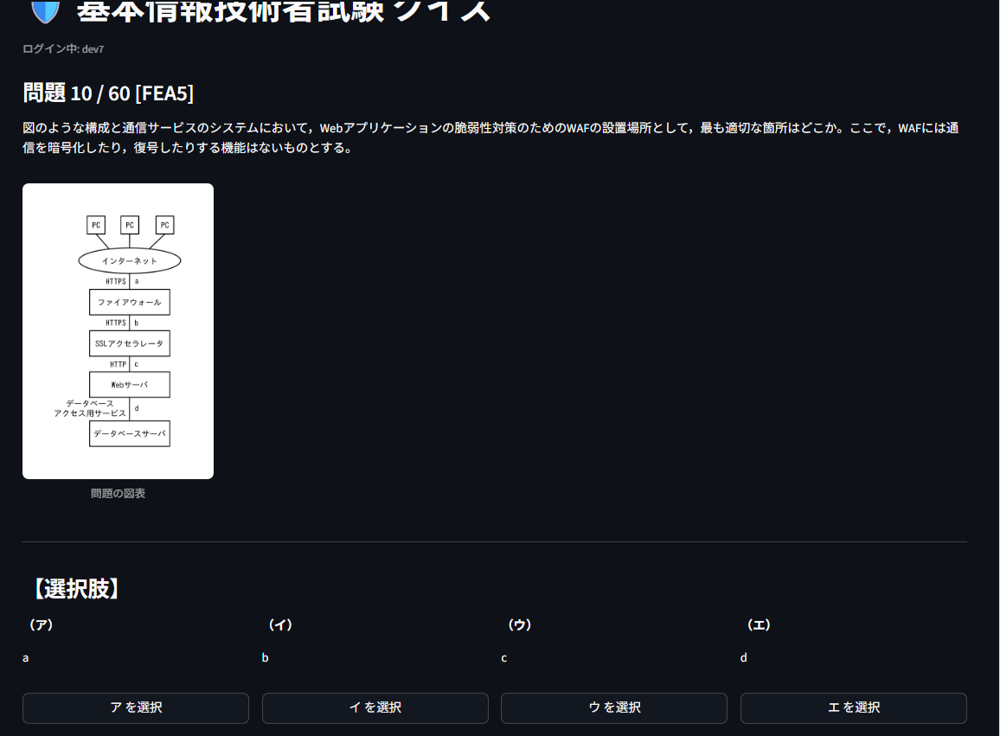 基本情報技術者試験 クイズ
ログイン中: dev7
問題 10 / 60 [FEA5]
図のような構成と通信サービスのシステムにおいて，Webアプリケーションの脆弱性対策のためのWAFの設置場所として，最も適切な箇所はどこか。ここで，WAFには通
信を暗号化したり，復号したりする機能はないものとする。
PC PC PC
インターネット
HTTPS a
ファイアウォール
HTTPS b
SSLアクセラレータ
HTTP c
Webサーバ
データベース
アクセス用サービス d
データベースサーバ
問題の図表
【選択肢】
（ア） （イ） （ウ） （エ）
a b c d
ア を選択 イ を選択 ウ を選択 エ を選択